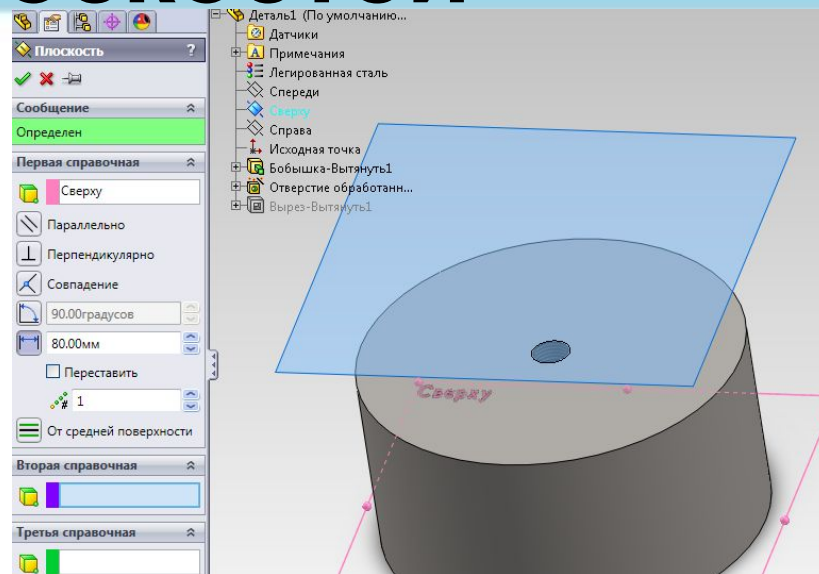 Плоскость ?
Сообщение
Определен
Первая справочная
Сверху
Параллельно
Перпендикулярно
Совпадение
90.00градусов
80.00мм
Переставить
# 1
От средней поверхности
Вторая справочная
Третья справочная
Деталь1 (По умолчанию...
Датчики
A Примечания
Легированная сталь
Спереди
Сверху
Справа
Исходная точка
Бобышка-Вытянуть1
Отверстие обработанн...
Вырез-Вытянуть1
Сверху